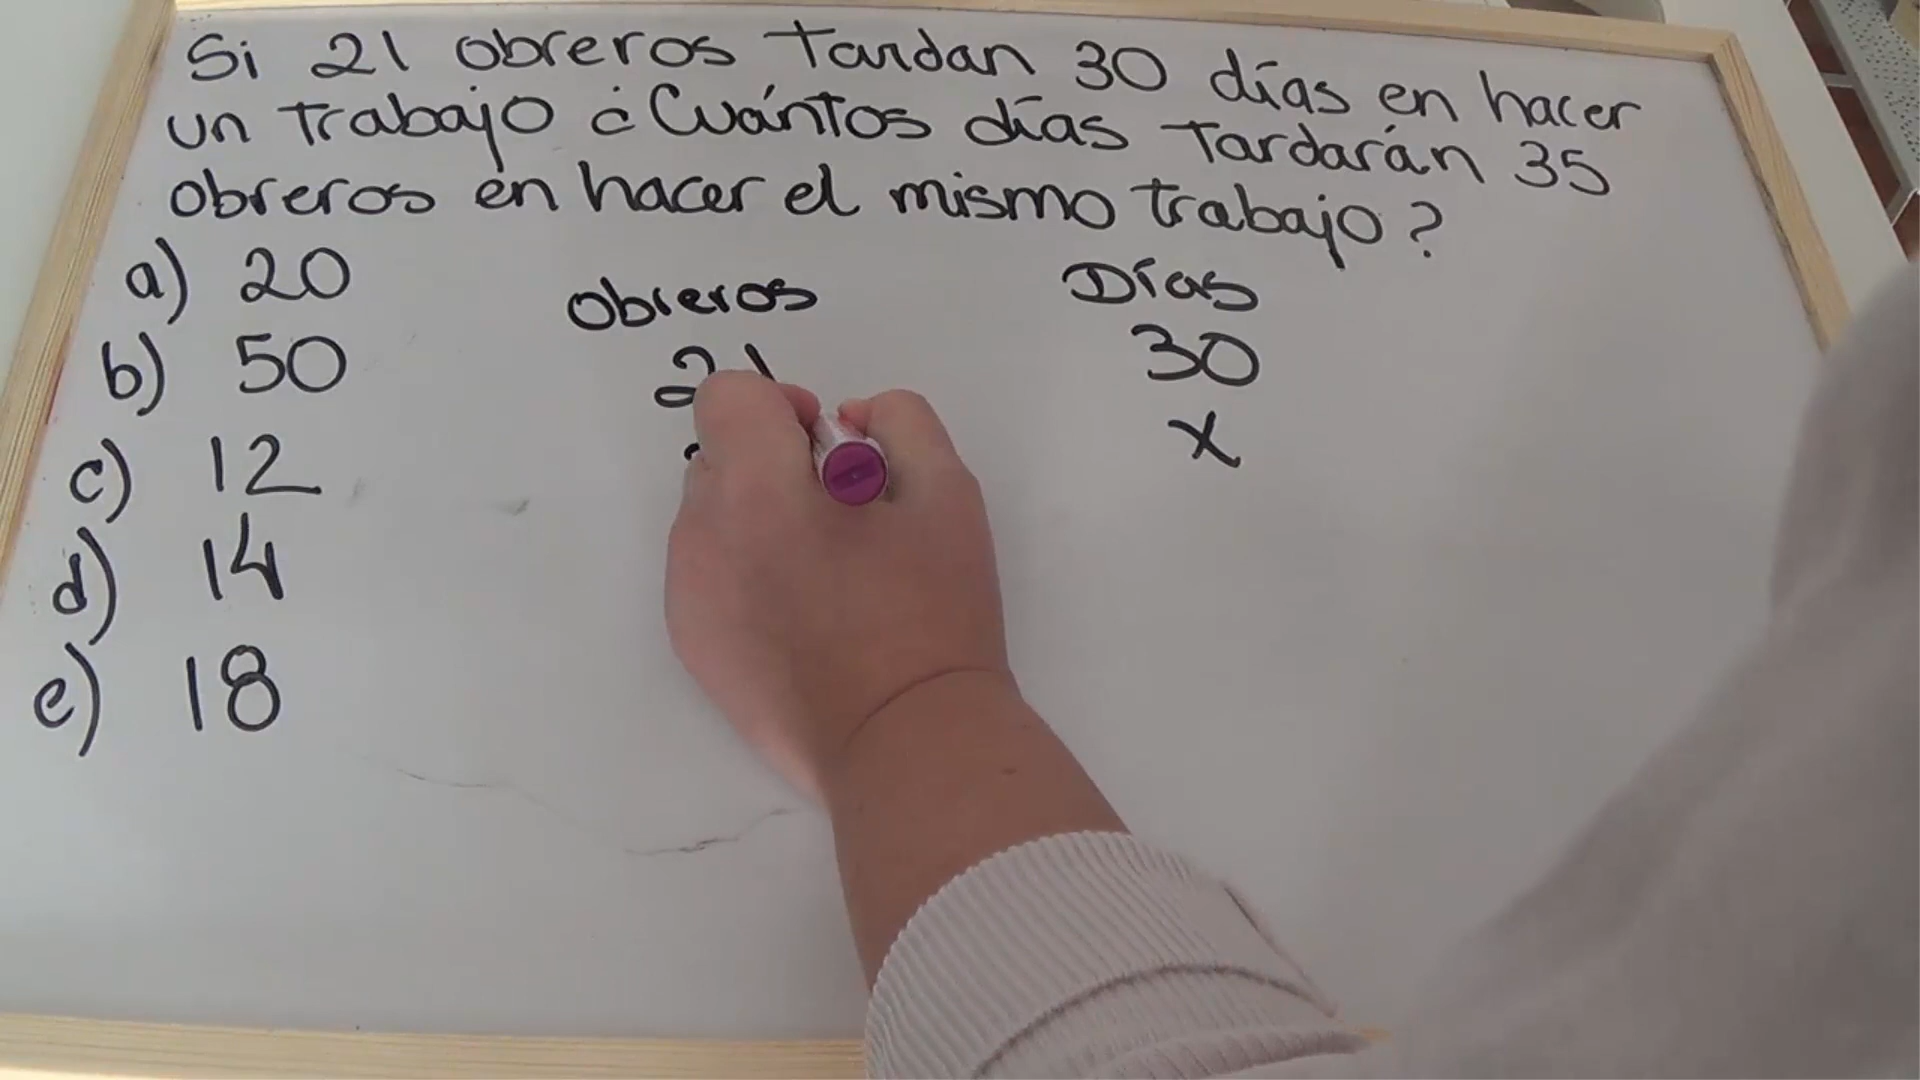 Si 21 obreros tardan 30 días en hacer
un trabajo ¿Cuántos días tardarán 35
obreros en hacer el mismo trabajo?
a) 20
b) 50
c) 12
d) 14
e) 18
Obreros Días
21 30
x